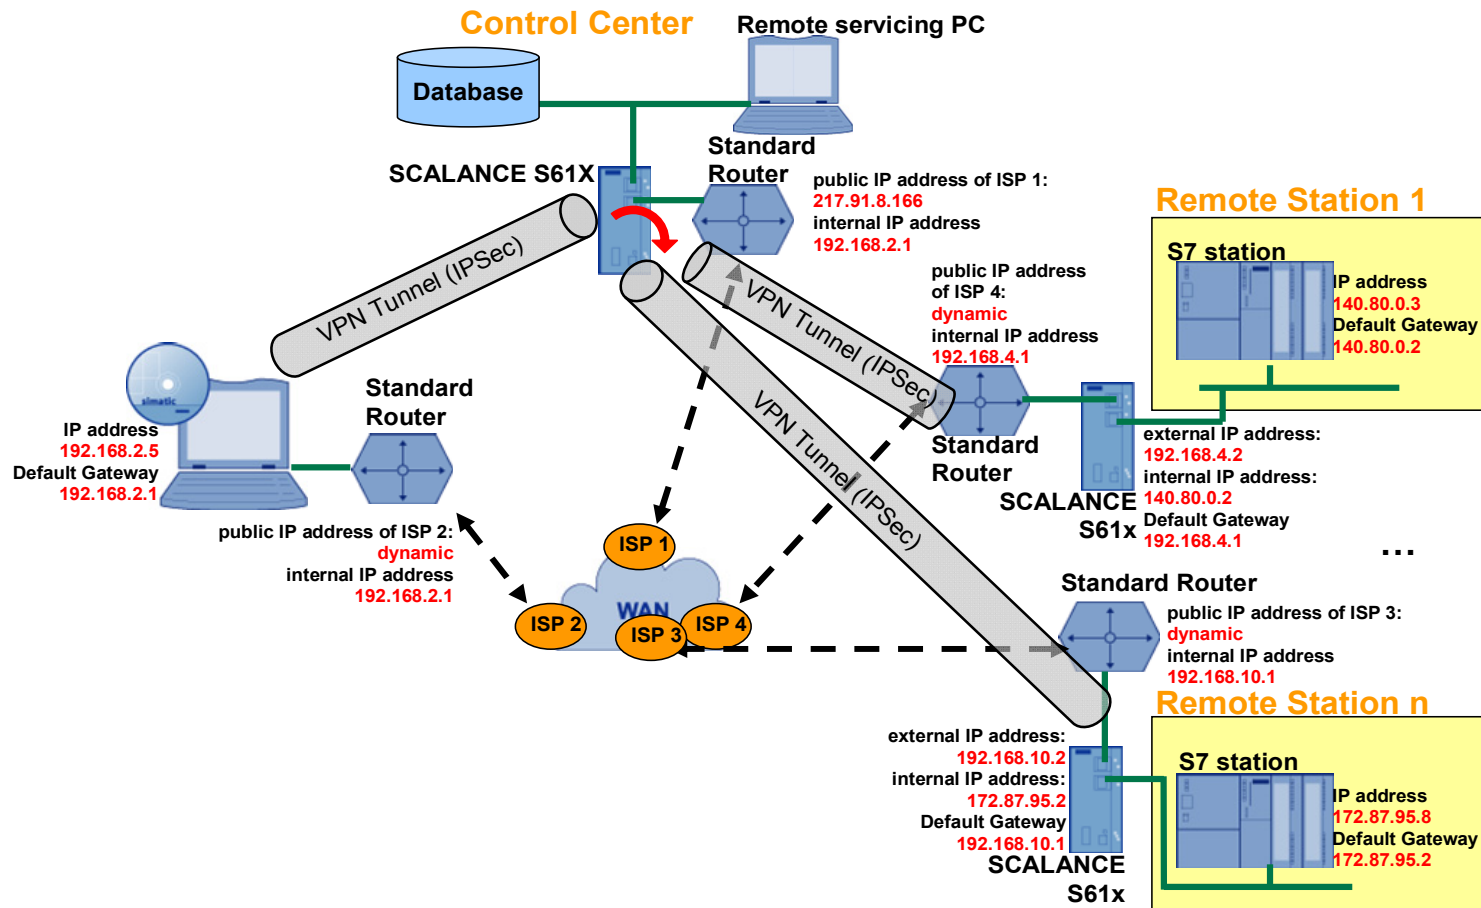 Control Center
Remote servicing PC
Database
SCALANCE S61X
Standard
Router
public IP address of ISP 1:
217.91.8.166
internal IP address
192.168.2.1
Remote Station 1
S7 station
IP address
140.80.0.3
Default Gateway
140.80.0.2
public IP address
of ISP 4:
dynamic
internal IP address
192.168.4.1
VPN Tunnel (IPSec)
VPN Tunnel (IPSec)
VPN Tunnel (IPSec)
simatic
Standard
Router
IP address
192.168.2.5
Default Gateway
192.168.2.1
public IP address of ISP 2:
dynamic
internal IP address
192.168.2.1
Standard
Router
SCALANCE
S61x
external IP address:
192.168.4.2
internal IP address:
140.80.0.2
Default Gateway
192.168.4.1
...
ISP 1
WAN
ISP 2
ISP 3
ISP 4
Standard Router
public IP address of ISP 3:
dynamic
internal IP address
192.168.10.1
Remote Station n
external IP address:
192.168.10.2
internal IP address:
172.87.95.2
Default Gateway
192.168.10.1
SCALANCE
S61x
S7 station
IP address
172.87.95.8
Default Gateway
172.87.95.2